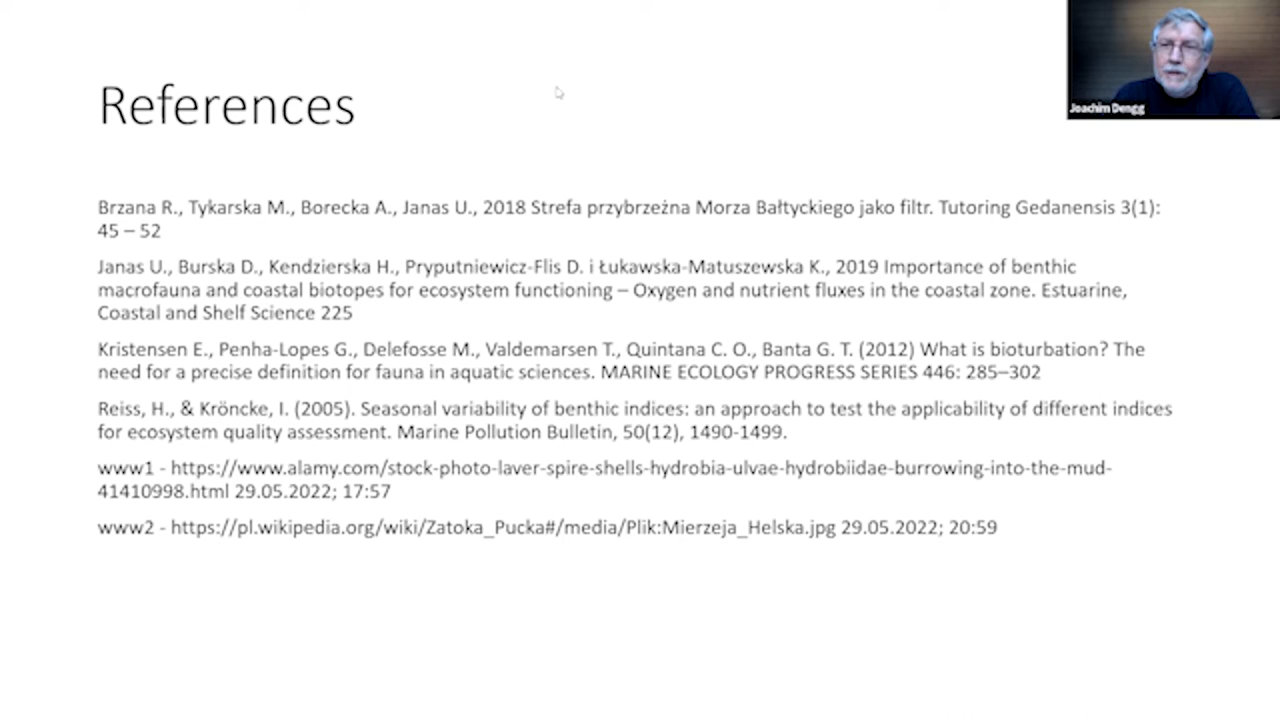 References
Joachim Dengg
Brzana R., Tykarska M., Borecka A., Janas U., 2018 Strefa przybrzeżna Morza Bałtyckiego jako filtr. Tutoring Gedanensis 3(1):
45 – 52
Janas U., Burska D., Kendzierska H., Pryputniewicz-Flis D. i Łukawska-Matuszewska K., 2019 Importance of benthic
macrofauna and coastal biotopes for ecosystem functioning – Oxygen and nutrient fluxes in the coastal zone. Estuarine,
Coastal and Shelf Science 225
Kristensen E., Penha-Lopes G., Delefosse M., Valdemarsen T., Quintana C. O., Banta G. T. (2012) What is bioturbation? The
need for a precise definition for fauna in aquatic sciences. MARINE ECOLOGY PROGRESS SERIES 446: 285–302
Reiss, H., & Kröncke, I. (2005). Seasonal variability of benthic indices: an approach to test the applicability of different indices
for ecosystem quality assessment. Marine Pollution Bulletin, 50(12), 1490-1499.
www1 - https://www.alamy.com/stock-photo-laver-spire-shells-hydrobia-ulvae-hydrobiidae-burrowing-into-the-mud-
41410998.html 29.05.2022; 17:57
www2 - https://pl.wikipedia.org/wiki/Zatoka_Pucka#/media/Plik:Mierzeja_Helska.jpg 29.05.2022; 20:59